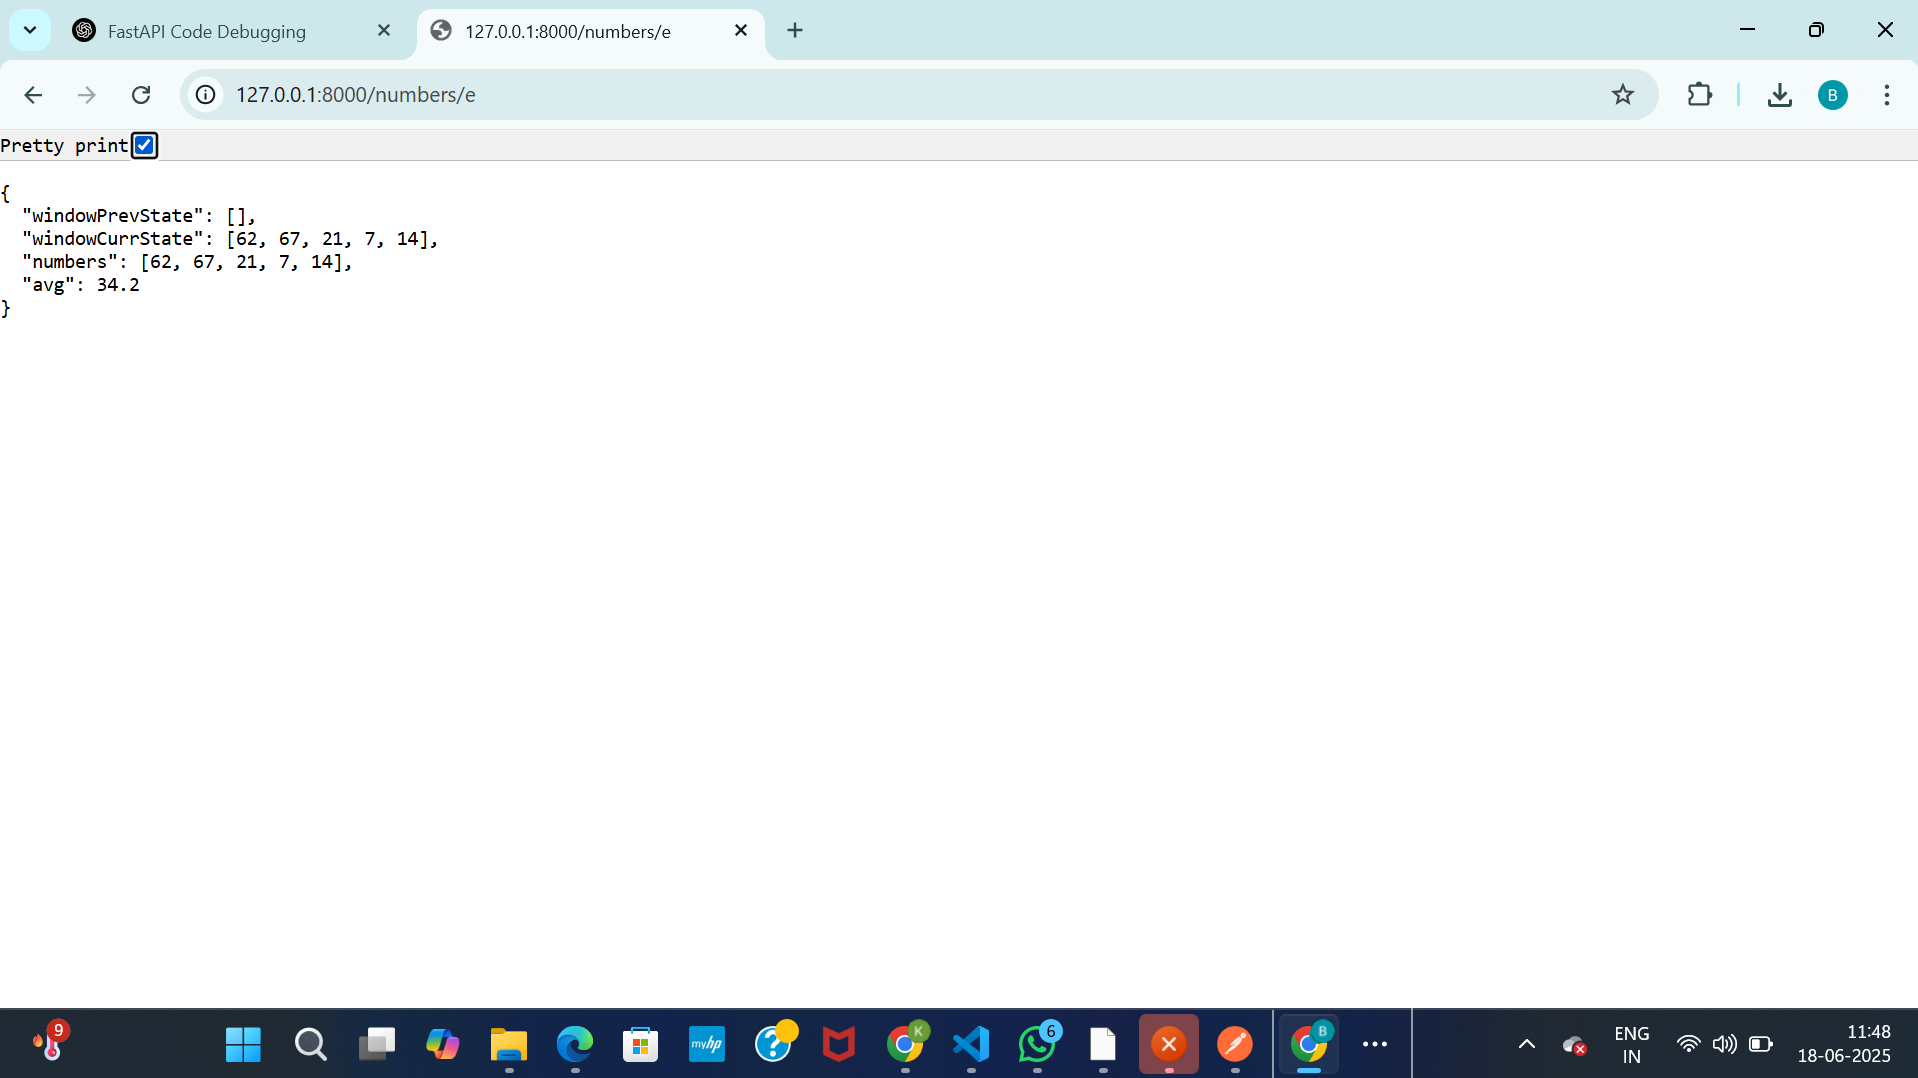 FastAPI Code Debugging
127.0.0.1:8000/numbers/e
127.0.0.1:8000/numbers/e
B
Pretty print
{
  "windowPrevState": [],
  "windowCurrState": [62, 67, 21, 7, 14],
  "numbers": [62, 67, 21, 7, 14],
  "avg": 34.2
}
9
myhp
K
6
B
ENG
IN
11:48
18-06-2025